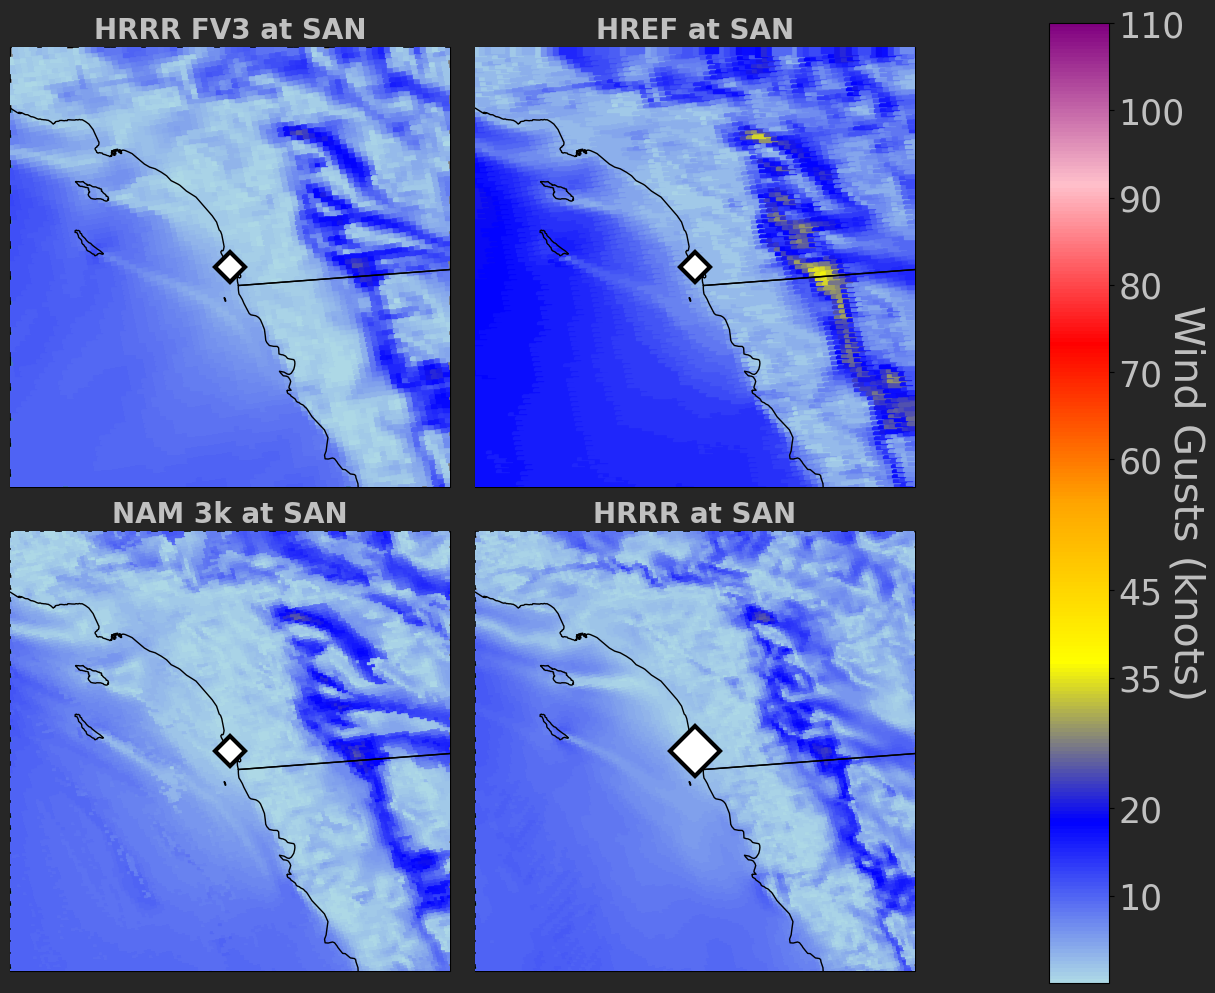 HRRR FV3 at SAN
HREF at SAN
NAM 3k at SAN
HRRR at SAN
110
100
90
80
70
60
45
35
20
10
Wind Gusts (knots)